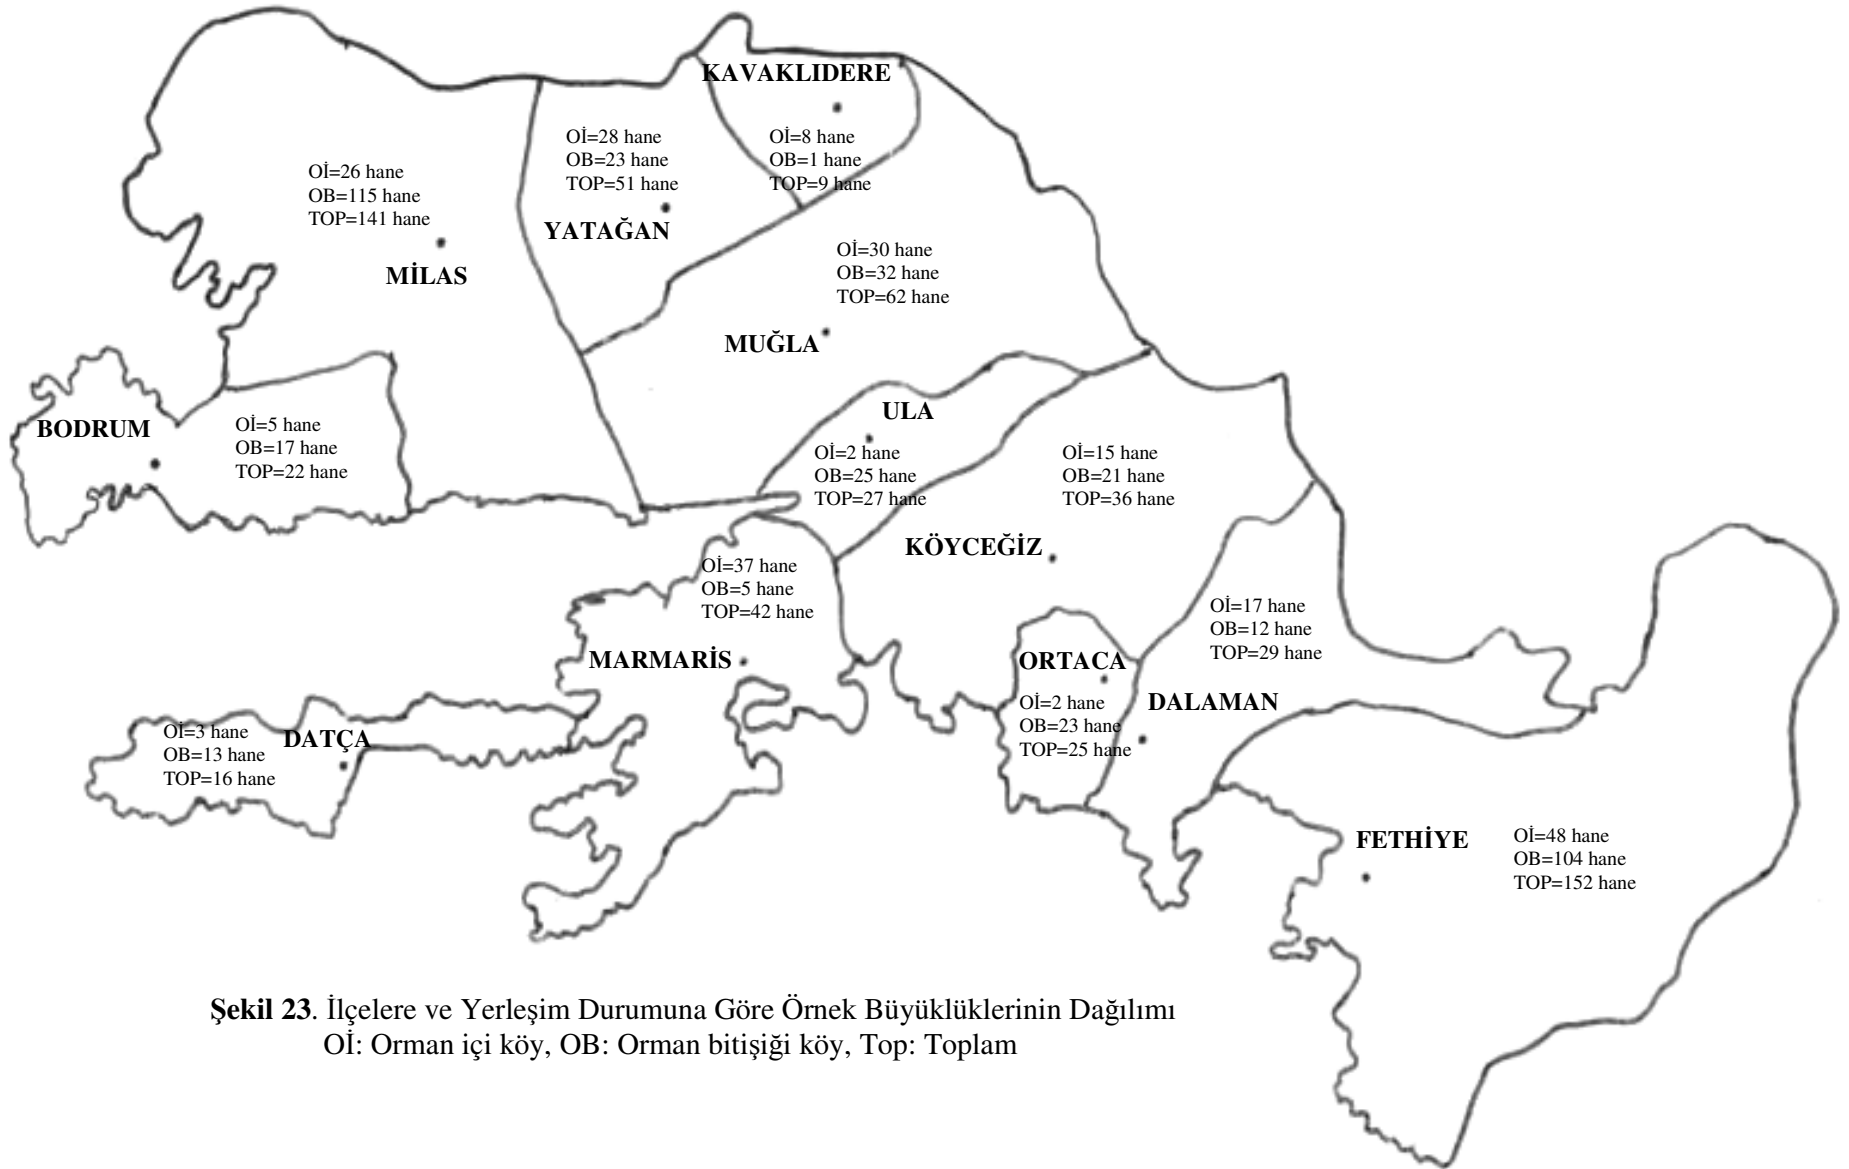 KAVAKLIDERE
Oİ=8 hane
OB=1 hane
TOP=9 hane
Oİ=28 hane
OB=23 hane
TOP=51 hane
YATAĞAN
Oİ=26 hane
OB=115 hane
TOP=141 hane
MİLAS
Oİ=30 hane
OB=32 hane
TOP=62 hane
MUĞLA
BODRUM
Oİ=5 hane
OB=17 hane
TOP=22 hane
ULA
Oİ=2 hane
OB=25 hane
TOP=27 hane
Oİ=15 hane
OB=21 hane
TOP=36 hane
KÖYCEĞİZ
Oİ=37 hane
OB=5 hane
TOP=42 hane
MARMARİS
Oİ=17 hane
OB=12 hane
TOP=29 hane
DALAMAN
ORTACA
Oİ=2 hane
OB=23 hane
TOP=25 hane
DATÇA
Oİ=3 hane
OB=13 hane
TOP=16 hane
FETHİYE
Oİ=48 hane
OB=104 hane
TOP=152 hane
Şekil 23. İlçelere ve Yerleşim Durumuna Göre Örnek Büyüklüklerinin Dağılımı
Oİ: Orman içi köy, OB: Orman bitişiği köy, Top: Toplam